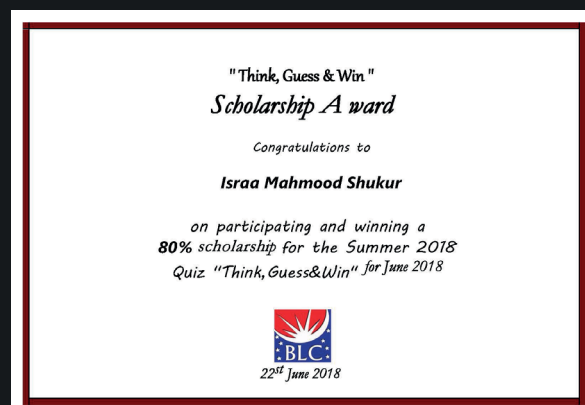 "Think, Guess & Win"
Scholarship Award
Congratulations to
Israa Mahmood Shukur
on participating and winning a
80% scholarship for the Summer 2018
Quiz "Think,Guess&Win" for June 2018
BLC
22st June 2018